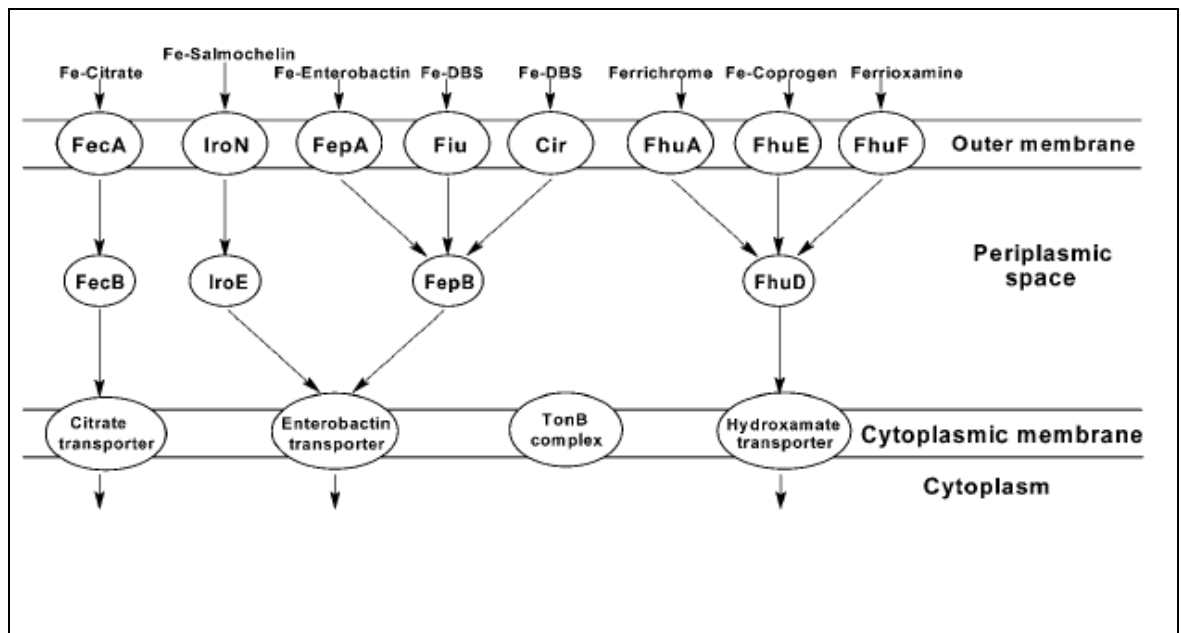 Fe-Salmochelin
Fe-Citrate
Fe-Enterobactin
Fe-DBS
Fe-DBS
Ferrichrome
Fe-Coprogen
Ferrioxamine
FecA
IroN
FepA
Fiu
Cir
FhuA
FhuE
FhuF
Outer membrane
Periplasmic
space
FecB
IroE
FepB
FhuD
Citrate
transporter
Enterobactin
transporter
TonB
complex
Hydroxamate
transporter
Cytoplasmic membrane
Cytoplasm